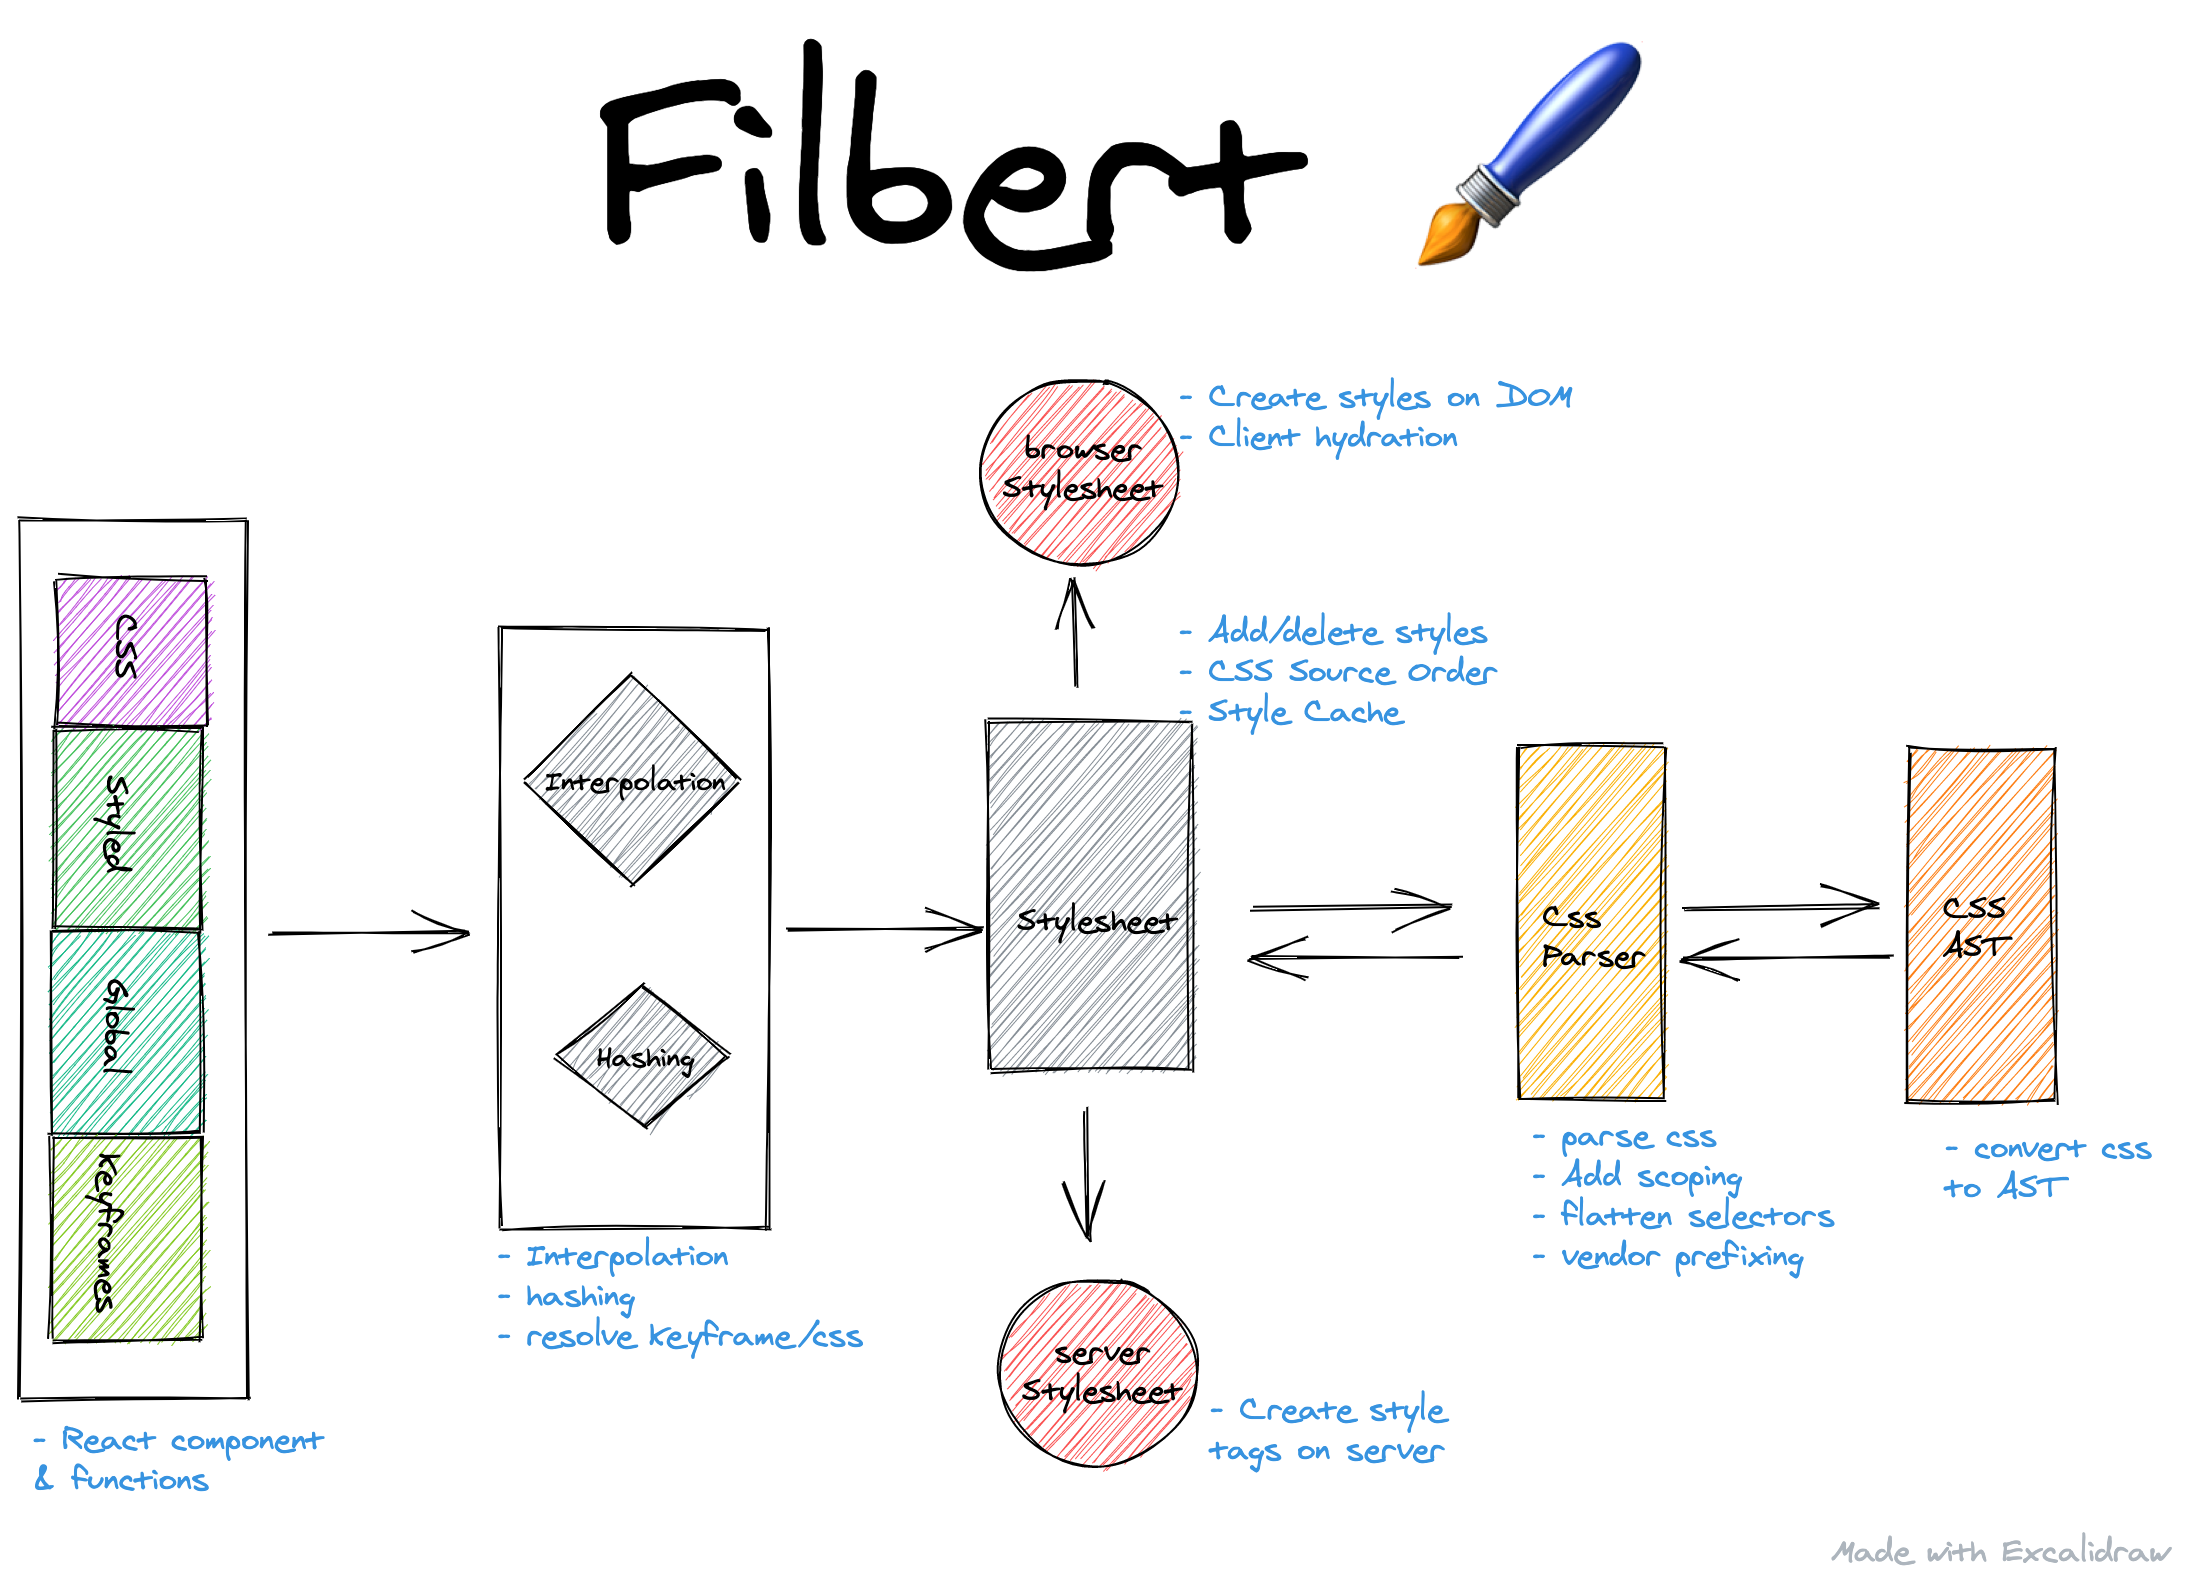 Filbert
browser
Stylesheet
- Create styles on DOM
- Client hydration
CSS
Styled
Global
Keyframes
- React component
& functions
Interpolation
Hashing
- Interpolation
- hashing
- resolve keyframe/css
- Add/delete styles
- CSS Source Order
- Style Cache
Stylesheet
server
Stylesheet
- Create style
tags on server
Css
Parser
- parse css
- Add scoping
- flatten selectors
- vendor prefixing
CSS
AST
- convert css
to AST
Made with Excalidraw